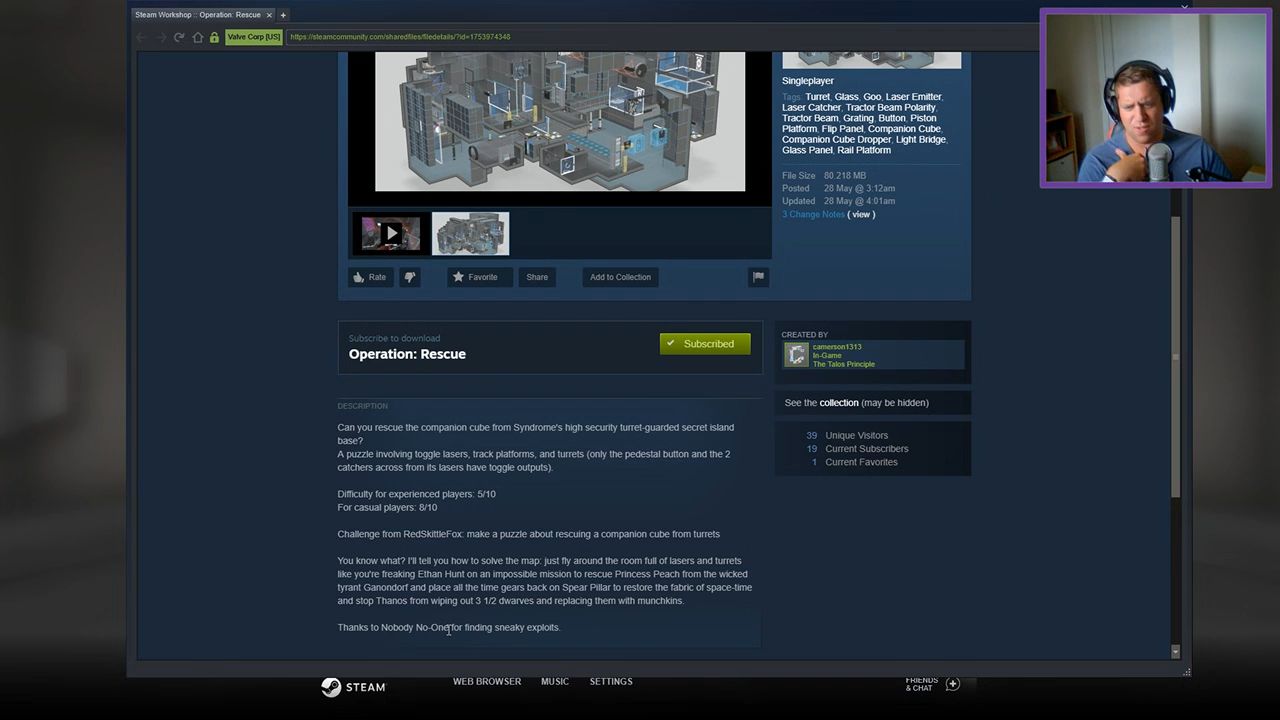 Steam Workshop :: Operation: Rescue
Valve Corp [US]
https://steamcommunity.com/sharedfiles/filedetails/?id=1753974348
Singleplayer
Tags: Turret, Glass, Goo, Laser Emitter,
Laser Catcher, Tractor Beam Polarity,
Tractor Beam, Grating, Button, Piston
Platform, Flip Panel, Companion Cube,
Companion Cube Dropper, Light Bridge,
Glass Panel, Rail Platform
File Size 80.218 MB
Posted 28 May @ 3:12am
Updated 28 May @ 4:01am
3 Change Notes ( view )
Rate
Favorite
Share
Add to Collection
Subscribe to download
Operation: Rescue
Subscribed
CREATED BY
camerson1313
In-Game
The Talos Principle
See the collection (may be hidden)
39 Unique Visitors
19 Current Subscribers
1 Current Favorites
DESCRIPTION
Can you rescue the companion cube from Syndrome's high security turret-guarded secret island
base?
A puzzle involving toggle lasers, track platforms, and turrets (only the pedestal button and the 2
catchers across from its lasers have toggle outputs).
Difficulty for experienced players: 5/10
For casual players: 8/10
Challenge from RedSkittleFox: make a puzzle about rescuing a companion cube from turrets
You know what? I'll tell you how to solve the map: just fly around the room full of lasers and turrets
like you're freaking Ethan Hunt on an impossible mission to rescue Princess Peach from the wicked
tyrant Ganondorf and place all the time gears back on Spear Pillar to restore the fabric of space-time
and stop Thanos from wiping out 3 1/2 dwarves and replacing them with munchkins.
Thanks to Nobody No-One for finding sneaky exploits.
STEAM
WEB BROWSER
MUSIC
SETTINGS
FRIENDS
& CHAT